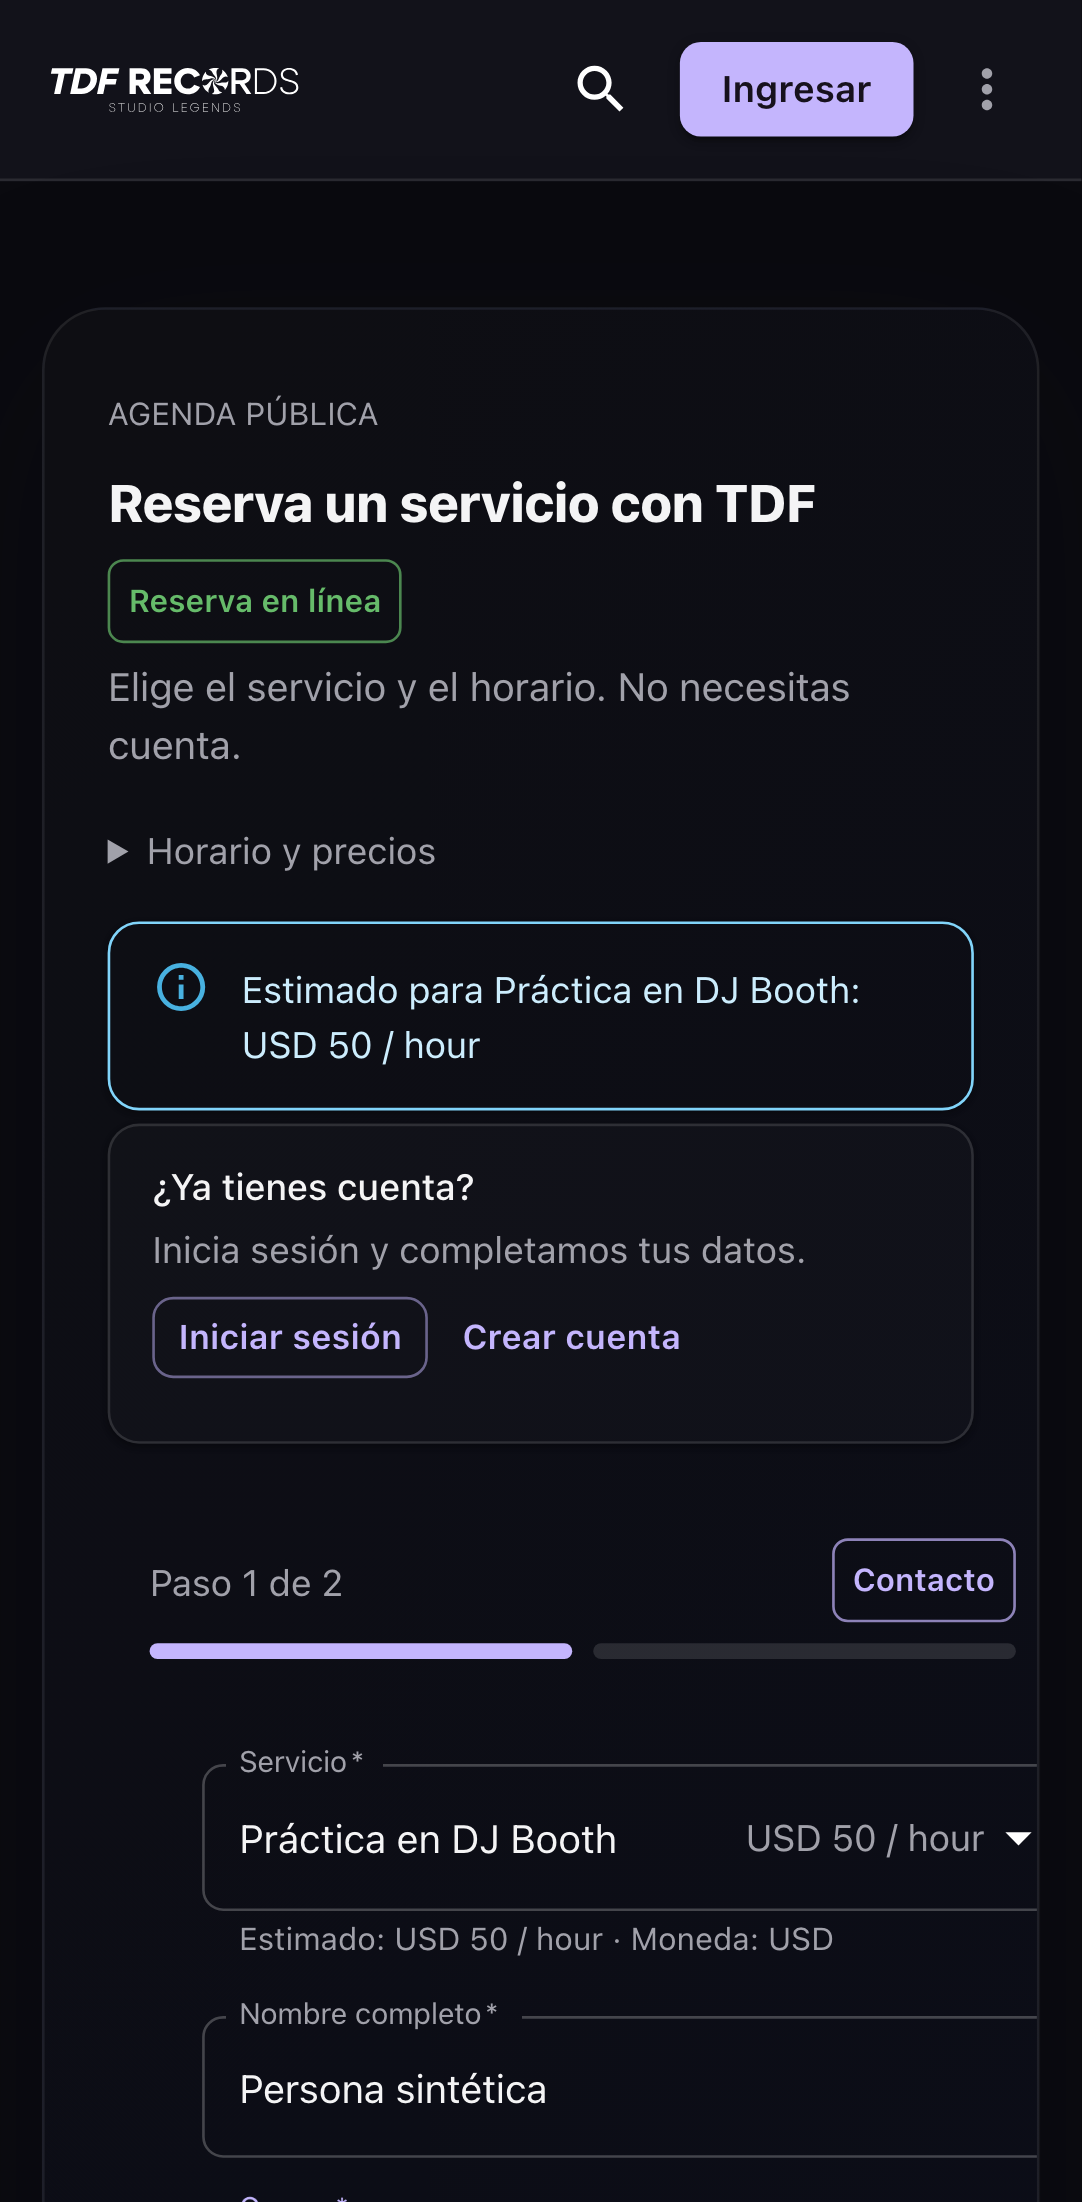 TDF RECORDS
STUDIO LEGENDS
Ingresar
AGENDA PÚBLICA
Reserva un servicio con TDF
Reserva en línea
Elige el servicio y el horario. No necesitas
cuenta.
Horario y precios
Estimado para Práctica en DJ Booth:
USD 50 / hour
¿Ya tienes cuenta?
Inicia sesión y completamos tus datos.
Iniciar sesión Crear cuenta
Paso 1 de 2 Contacto
Servicio *
Práctica en DJ Booth USD 50 / hour
Estimado: USD 50 / hour · Moneda: USD
Nombre completo *
Persona sintética